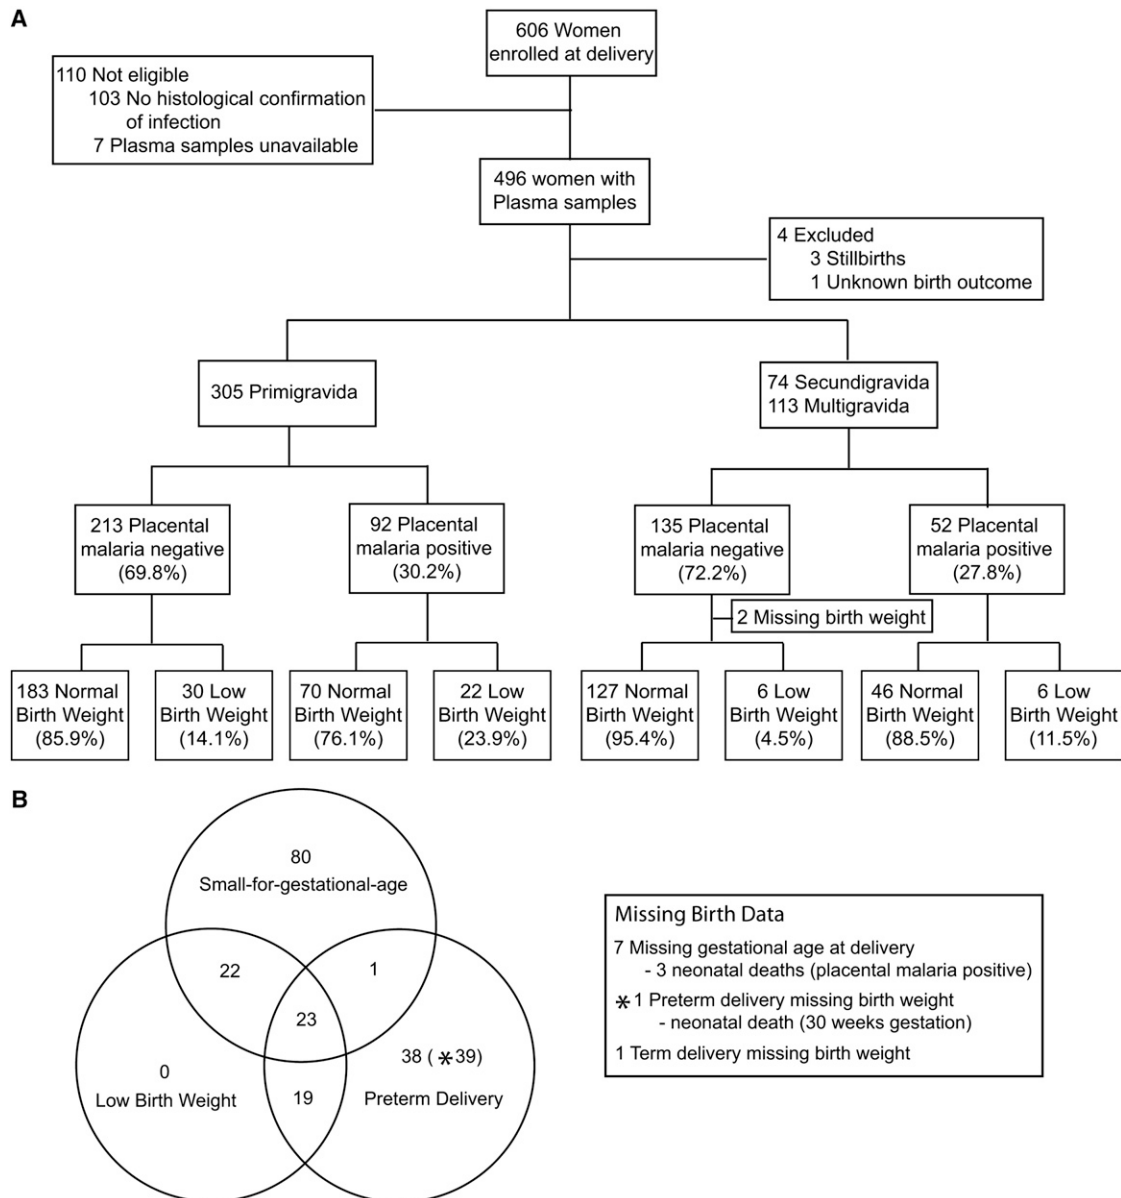 A
606 Women
enrolled at delivery
110 Not eligible
103 No histological confirmation
of infection
7 Plasma samples unavailable
496 women with
Plasma samples
4 Excluded
3 Stillbirths
1 Unknown birth outcome
305 Primigravida
74 Secundigravida
113 Multigravida
213 Placental
malaria negative
(69.8%)
92 Placental
malaria positive
(30.2%)
135 Placental
malaria negative
(72.2%)
52 Placental
malaria positive
(27.8%)
2 Missing birth weight
183 Normal
Birth Weight
(85.9%)
30 Low
Birth Weight
(14.1%)
70 Normal
Birth Weight
(76.1%)
22 Low
Birth Weight
(23.9%)
127 Normal
Birth Weight
(95.4%)
6 Low
Birth Weight
(4.5%)
46 Normal
Birth Weight
(88.5%)
6 Low
Birth Weight
(11.5%)
B
80
Small-for-gestational-age
22
1
23
0
Low Birth Weight
19
38 (*39)
Preterm Delivery
Missing Birth Data
7 Missing gestational age at delivery
- 3 neonatal deaths (placental malaria positive)
*1 Preterm delivery missing birth weight
- neonatal death (30 weeks gestation)
1 Term delivery missing birth weight